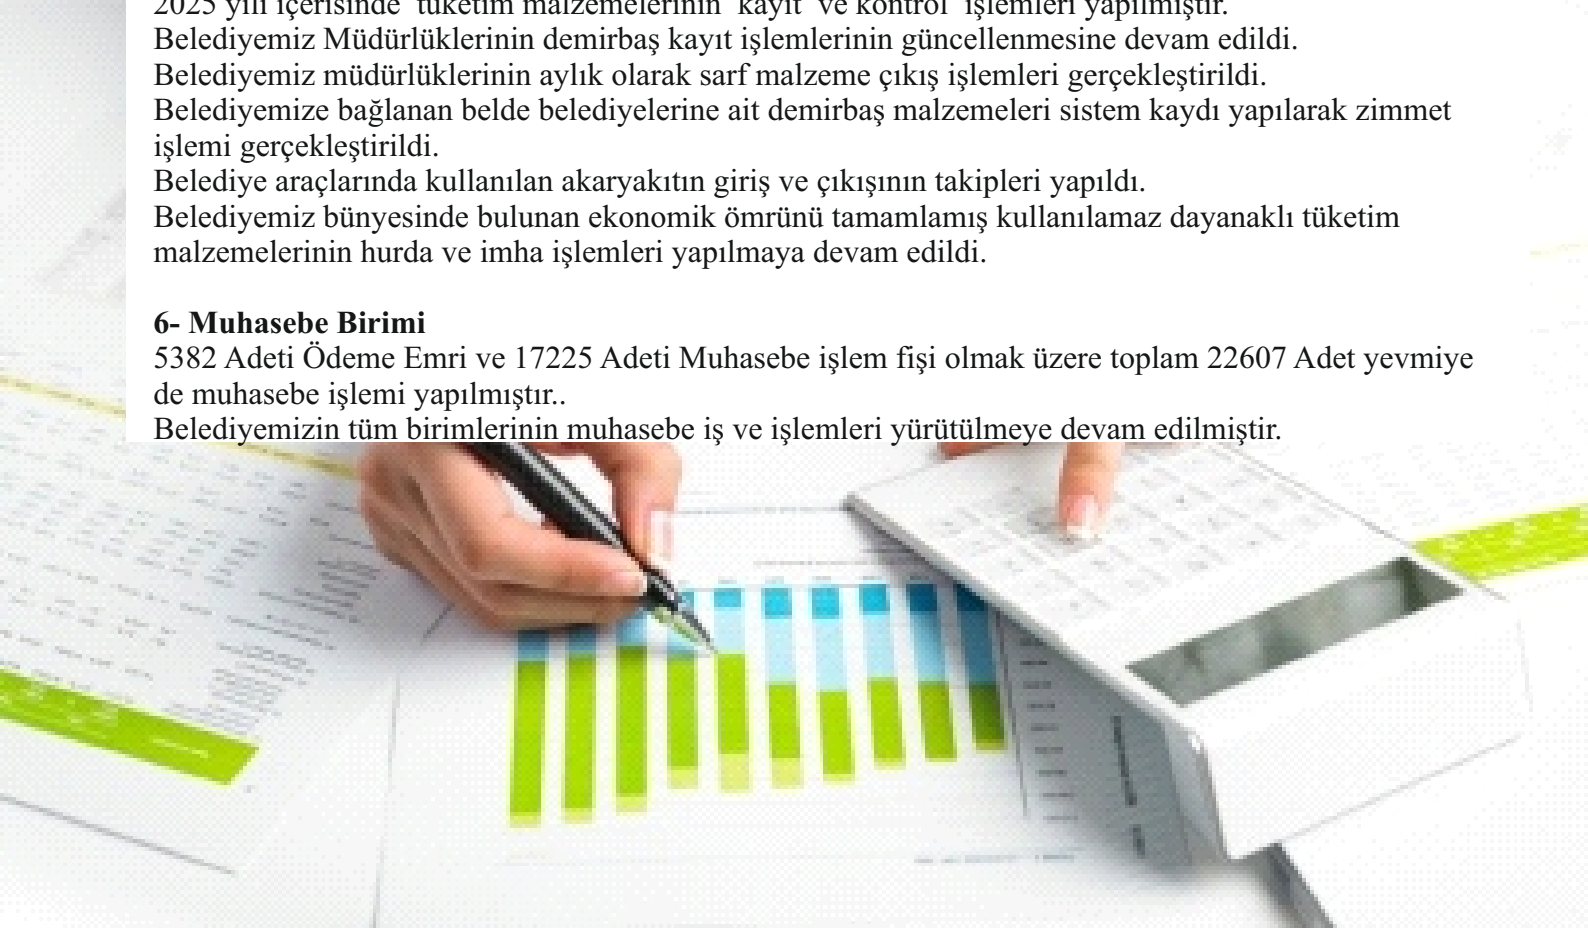 2025 yılı içerisinde tüketim malzemelerinin kayıt ve kontrol işlemleri yapılmıştır.
Belediyemiz Müdürlüklerinin demirbaş kayıt işlemlerinin güncellenmesine devam edildi.
Belediyemiz müdürlüklerinin aylık olarak sarf malzeme çıkış işlemleri gerçekleştirildi.
Belediyemize bağlanan belde belediyelerine ait demirbaş malzemeleri sistem kaydı yapılarak zimmet
işlemi gerçekleştirildi.
Belediye araçlarında kullanılan akaryakıtın giriş ve çıkışının takipleri yapıldı.
Belediyemiz bünyesinde bulunan ekonomik ömrünü tamamlamış kullanılamaz dayanaklı tüketim
malzemelerinin hurda ve imha işlemleri yapılmaya devam edildi.
6- Muhasebe Birimi
5382 Adeti Ödeme Emri ve 17225 Adeti Muhasebe işlem fişi olmak üzere toplam 22607 Adet yevmiye
de muhasebe işlemi yapılmıştır..
Belediyemizin tüm birimlerinin muhasebe iş ve işlemleri yürütülmeye devam edilmiştir.